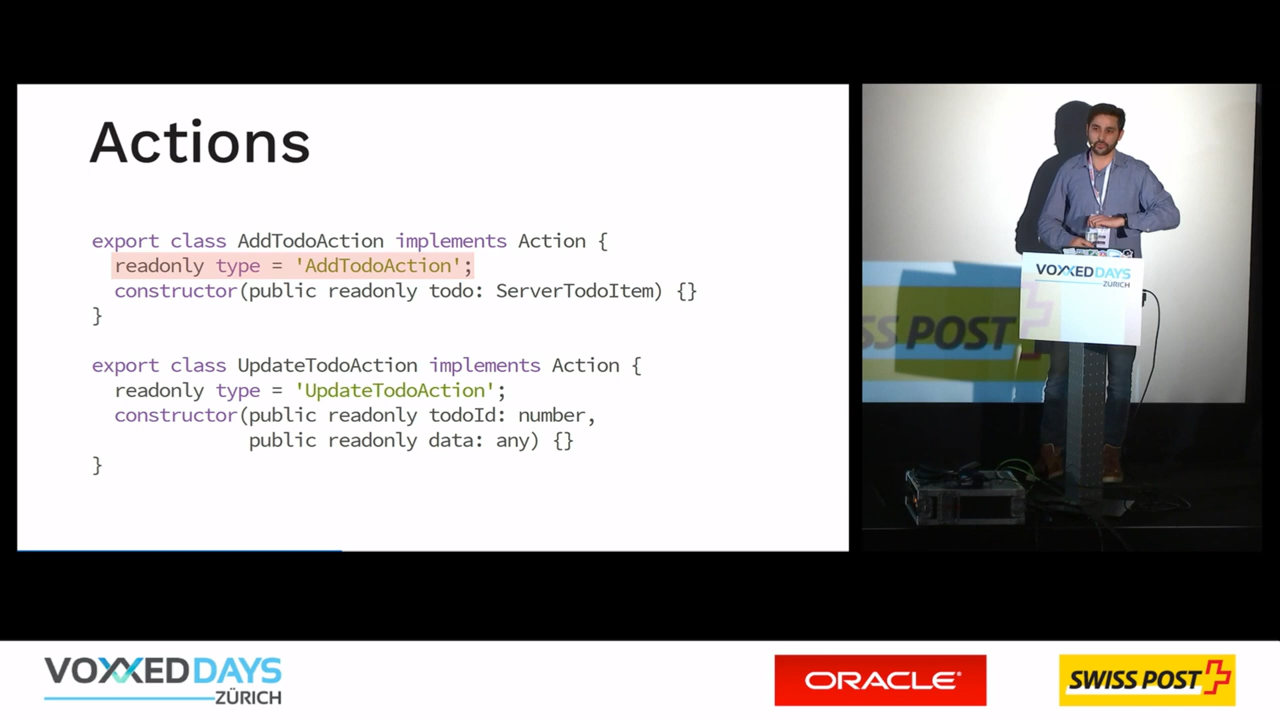 Actions
export class AddTodoAction implements Action {
readonly type = 'AddTodoAction';
constructor(public readonly todo: ServerTodoItem) {}
}
export class UpdateTodoAction implements Action {
readonly type = 'UpdateTodoAction';
constructor(public readonly todoId: number,
public readonly data: any) {}
}
VOXXED DAYS
ZÜRICH
SWISS POST
VOXXED DAYS
ZÜRICH
ORACLE®
SWISS POST